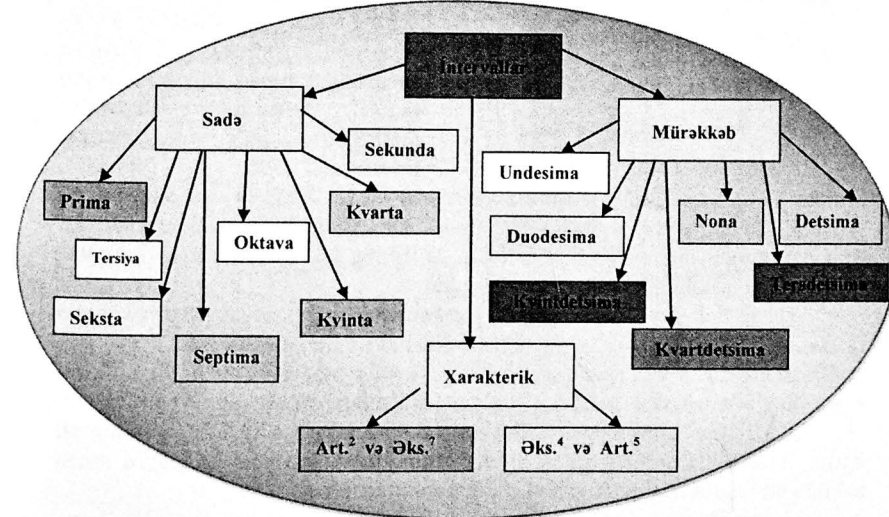 İntervallar
Sadə
Mürəkkəb
Sekunda
Undesima
Prima
Kvarta
Nona
Detsima
Tersiya
Oktava
Duodesima
Kvintdetsima
Tersdetsima
Seksta
Kvinta
Septima
Kvartdetsima
Xarakterik
Art.² və Əks.⁷
Əks.⁴ və Art.⁵